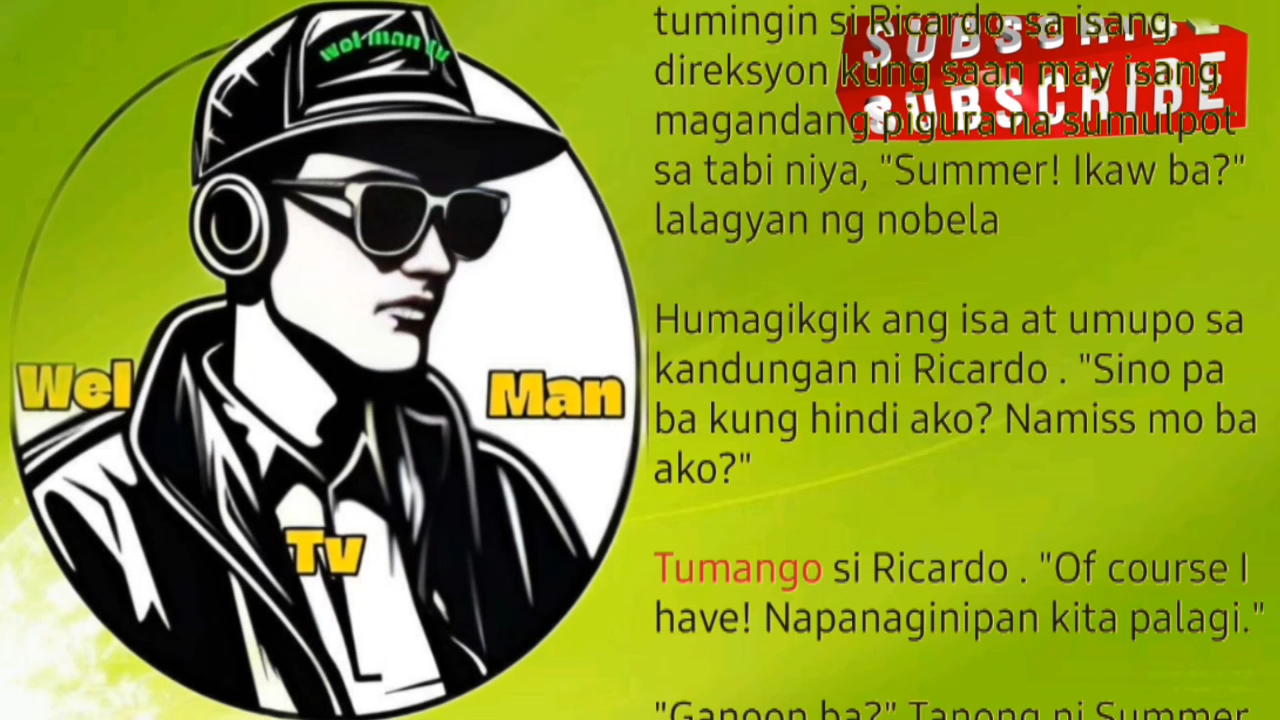 wel man tv
Wel
Man
Tv
SUBSCRIBE
SUBSCRIBE
tumingin si Ricardo sa isang
direksyon kung saan may isang
magandang pigura na sumulpot
sa tabi niya, "Summer! Ikaw ba?"
lalagyan ng nobela
Humagikgik ang isa at umupo sa
kandungan ni Ricardo . "Sino pa
ba kung hindi ako? Namiss mo ba
ako?"
Tumango si Ricardo . "Of course I
have! Napanaginipan kita palagi."
"Ganoon ba?" Tanong ni Summer